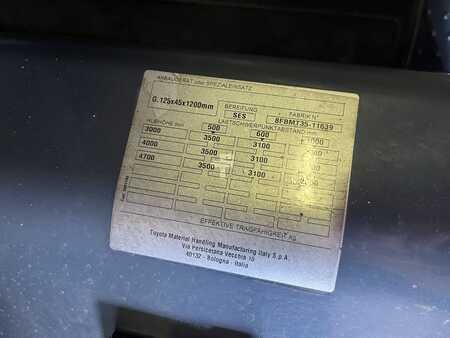 ANBAUGERÄT oder SPEZIALEINSATZ
G.125x45x1200mm
BEREIFUNG
SES
FABRIK N°
8FBMT35-11639
HUBHÖHE mm
LASTSCHWERPUNKTABSTAND mm
500 600
3000 3500 3100
4000 3500 3100
4700 3500 3100
EFFEKTIVE TRAGFÄHIGKEIT KG
Toyota Material Handling Manufacturing Italy S.p.A.
Via Persicetana Vecchia 10
40132 - Bologna - Italia